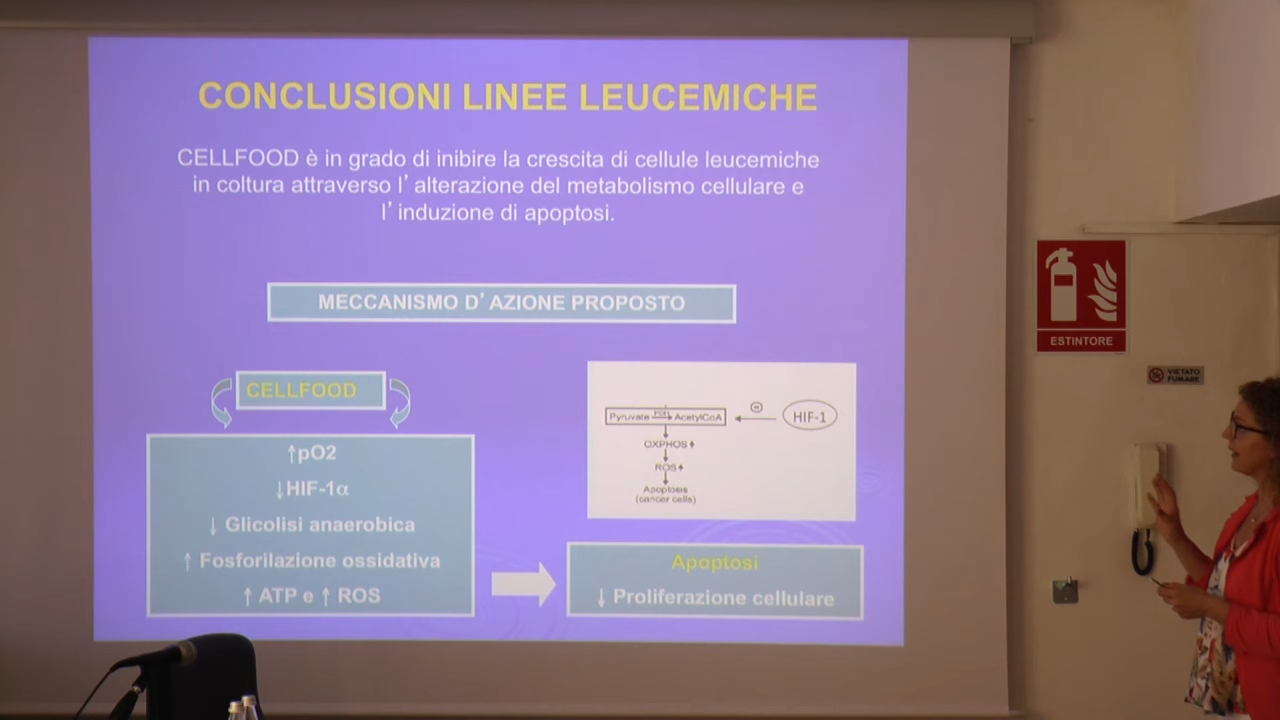 CONCLUSIONI LINEE LEUCEMICHE
CELLFOOD è in grado di inibire la crescita di cellule leucemiche
in coltura attraverso l’ alterazione del metabolismo cellulare e
l’ induzione di apoptosi.
MECCANISMO D’ AZIONE PROPOSTO
CELLFOOD
↑pO2
↓HIF-1α
↓ Glicolisi anaerobica
↑ Fosforilazione ossidativa
↑ ATP e ↑ ROS
Pyruvate PDH AcetylCoA
HIF-1
OXPHOS
ROS
Apoptosis
(cancer cells)
Apoptosi
↓ Proliferazione cellulare
ESTINTORE
VIETATO
FUMARE